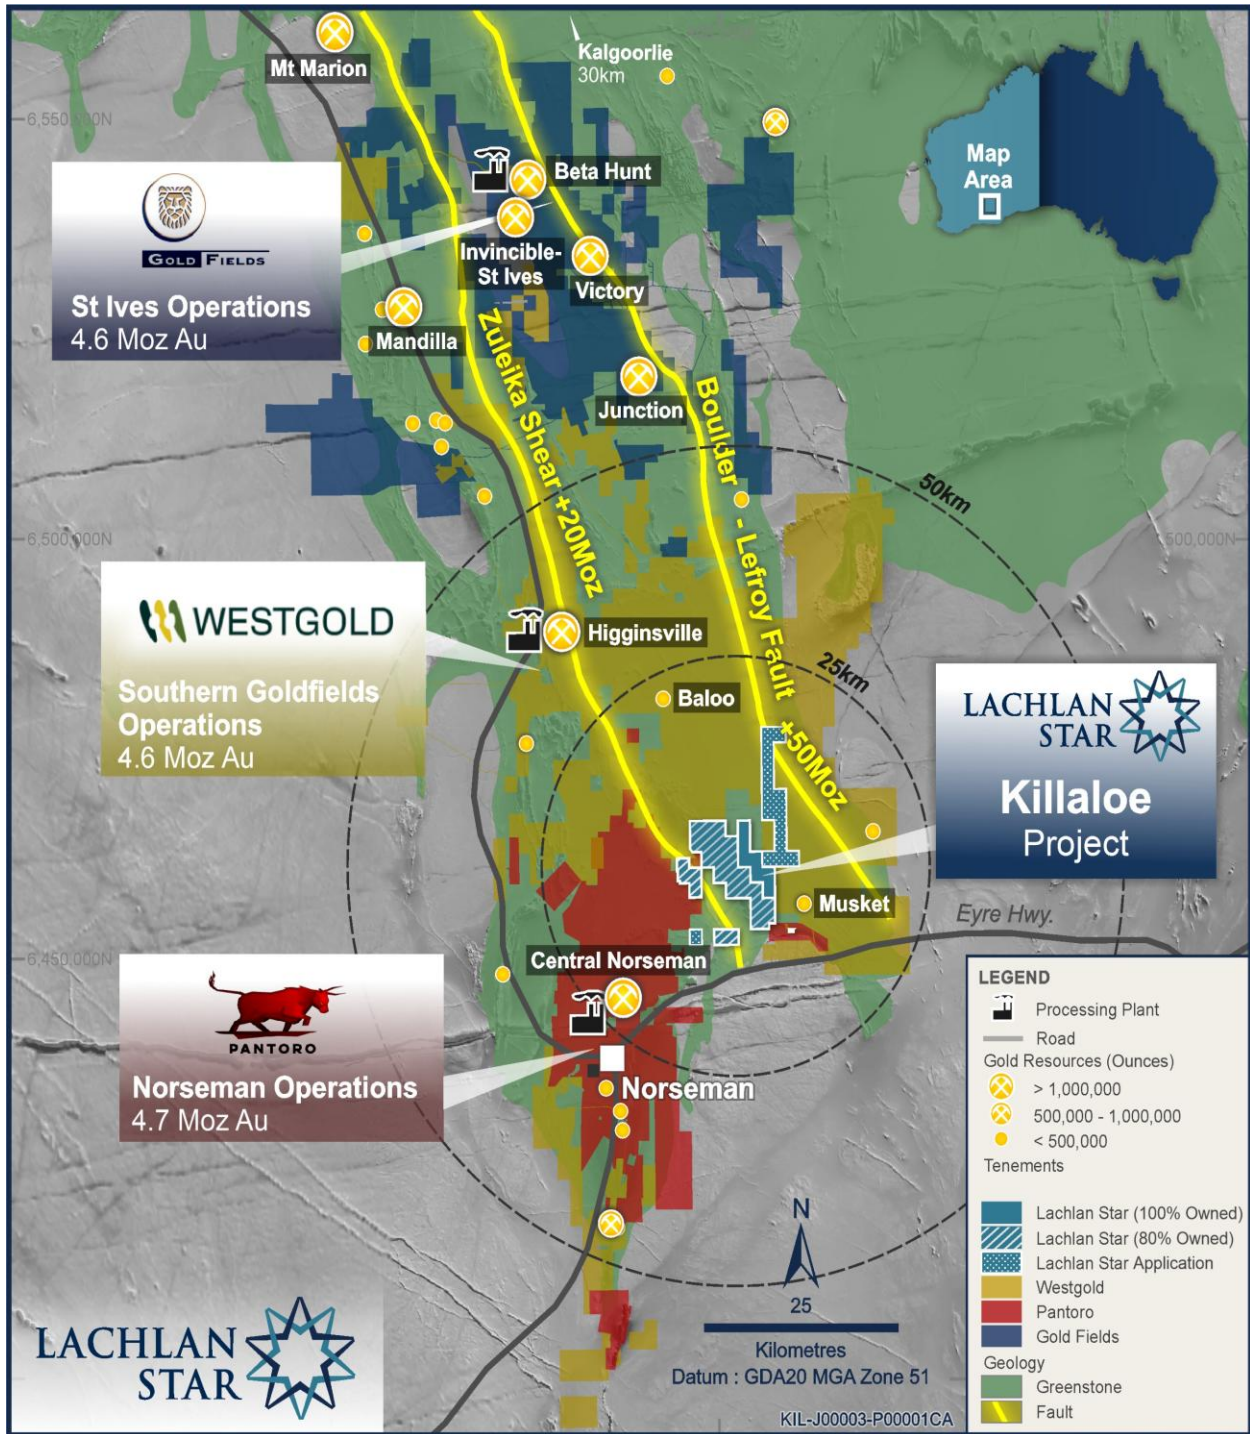 Kalgoorlie
30km
Mt Marion
6,550,000N
Map
Area
Beta Hunt
GOLD FIELDS
St Ives Operations
4.6 Moz Au
Invincible-
St Ives
Victory
Mandilla
Junction
Zuleika Shear +20Moz
Boulder - Lefroy Fault +50Moz
50km
6,500,000N
500,000N
WESTGOLD
Southern Goldfields
Operations
4.6 Moz Au
Higginsville
25km
Baloo
LACHLAN
STAR
Killaloe
Project
Musket
Eyre Hwy.
6,450,000N
Central Norseman
PANTORO
Norseman Operations
4.7 Moz Au
Norseman
LEGEND
Processing Plant
Road
Gold Resources (Ounces)
> 1,000,000
500,000 - 1,000,000
< 500,000
Tenements
Lachlan Star (100% Owned)
Lachlan Star (80% Owned)
Lachlan Star Application
Westgold
Pantoro
Gold Fields
Geology
Greenstone
Fault
N
25
Kilometres
Datum : GDA20 MGA Zone 51
KIL-J00003-P00001CA
LACHLAN
STAR